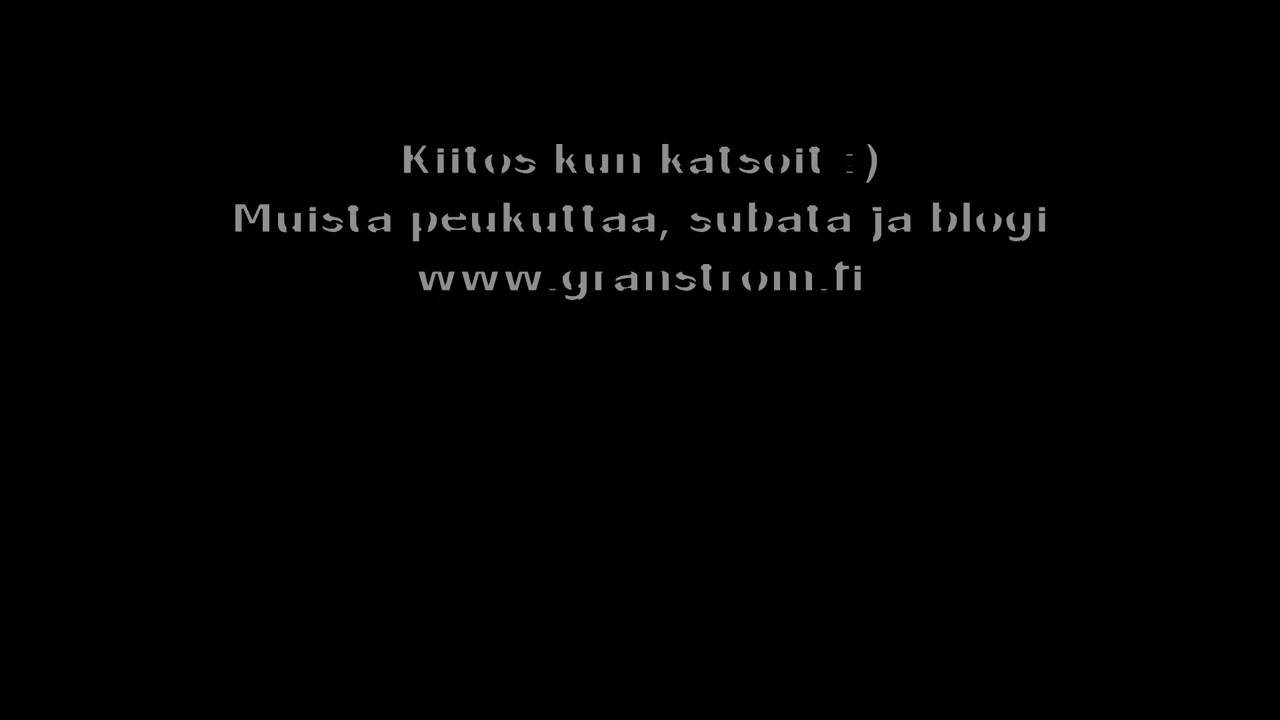 Kiitos kun katsoit :)
Muista peukuttaa, subata ja blogi
www.granstrom.fi